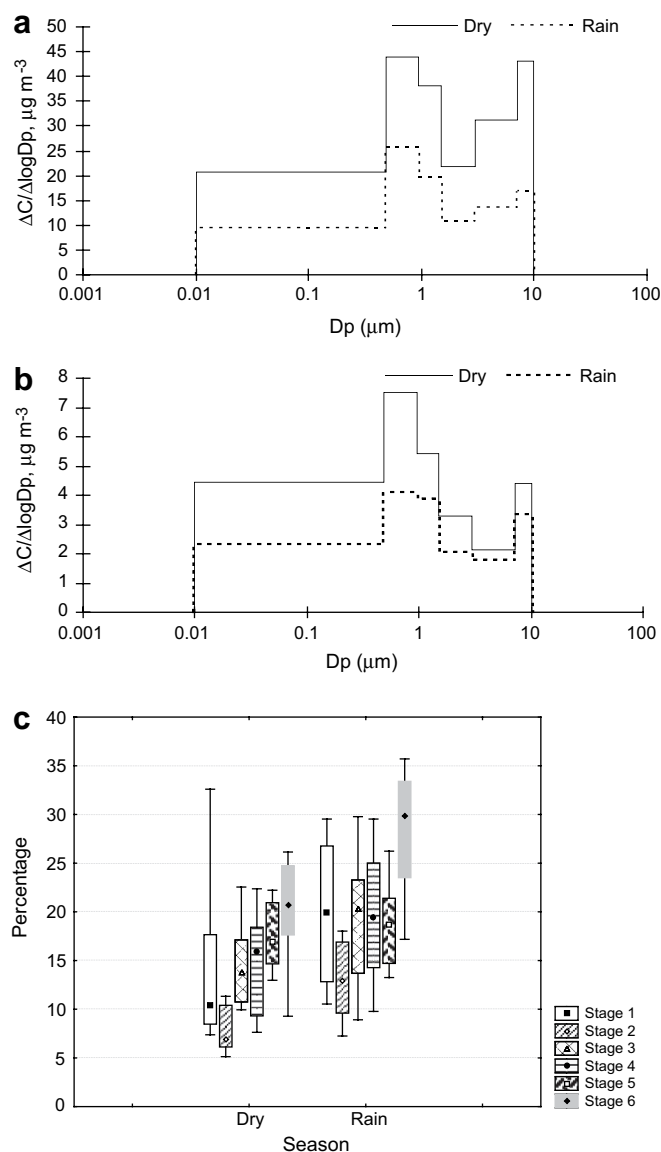 a
Dry
Rain
50
45
40
35
30
25
20
15
10
5
0
ΔC/ΔlogDp, μg m⁻³
0.001
0.01
0.1
1
10
100
Dp (μm)
b
Dry
Rain
8
7
6
5
4
3
2
1
0
ΔC/ΔlogDp, μg m⁻³
0.001
0.01
0.1
1
10
100
Dp (μm)
c
40
35
30
25
20
15
10
5
0
Percentage
Dry
Rain
Season
Stage 1
Stage 2
Stage 3
Stage 4
Stage 5
Stage 6